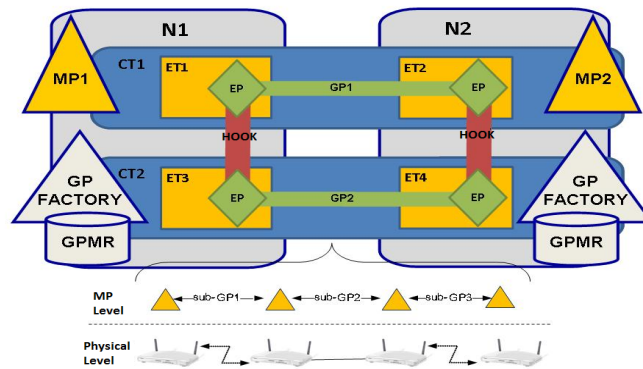 N1 N2
MP1 CT1 ET1 EP GP1 ET2 EP MP2
HOOK HOOK
CT2 ET3 EP GP2 ET4 EP
GP FACTORY GP FACTORY
GPMR GPMR
MP Level sub-GP1 sub-GP2 sub-GP3
Physical Level